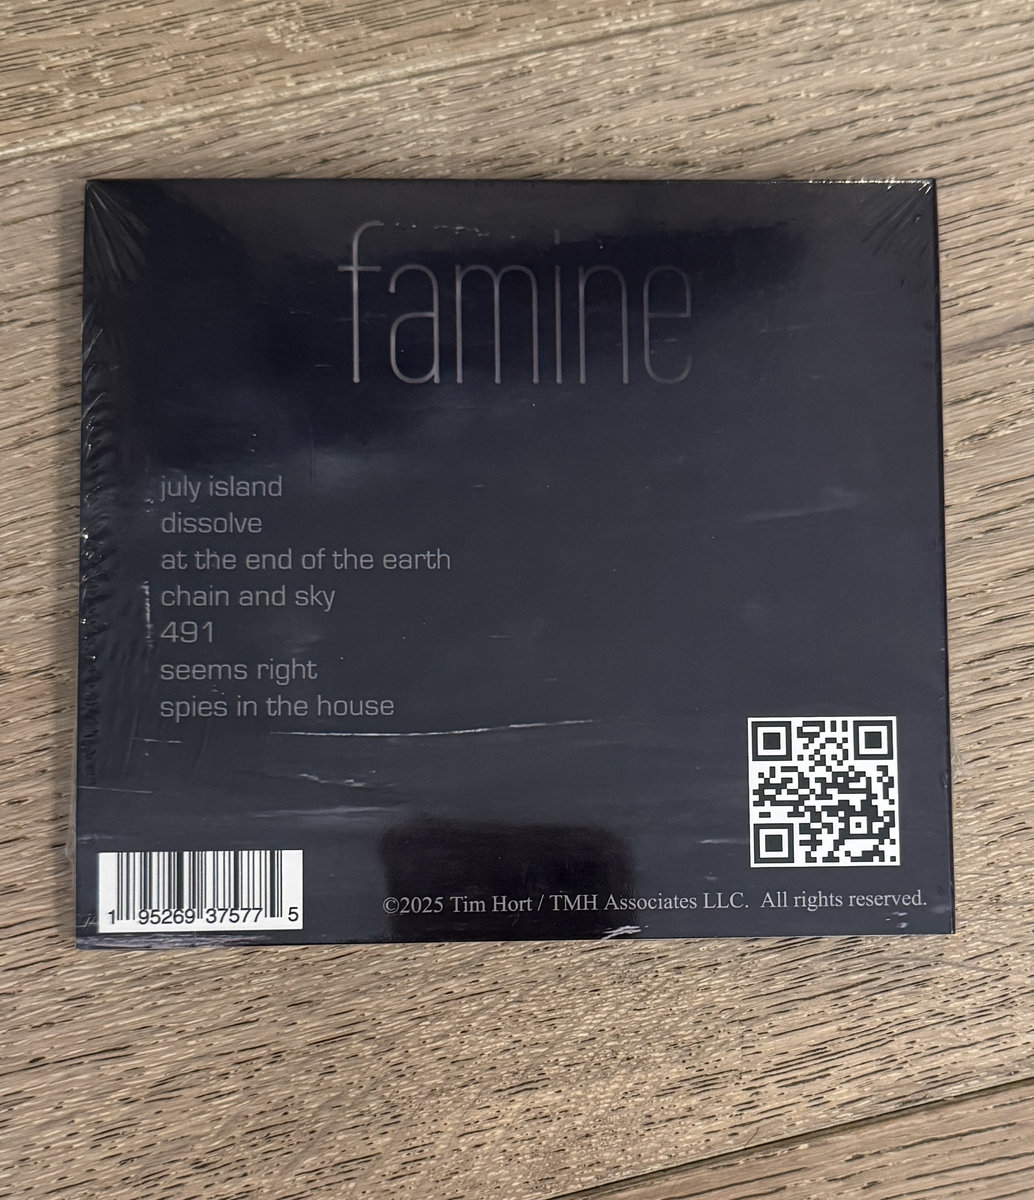 famine
july island
dissolve
at the end of the earth
chain and sky
491
seems right
spies in the house
1 95269 37577 5
©2025 Tim Hort / TMH Associates LLC. All rights reserved.